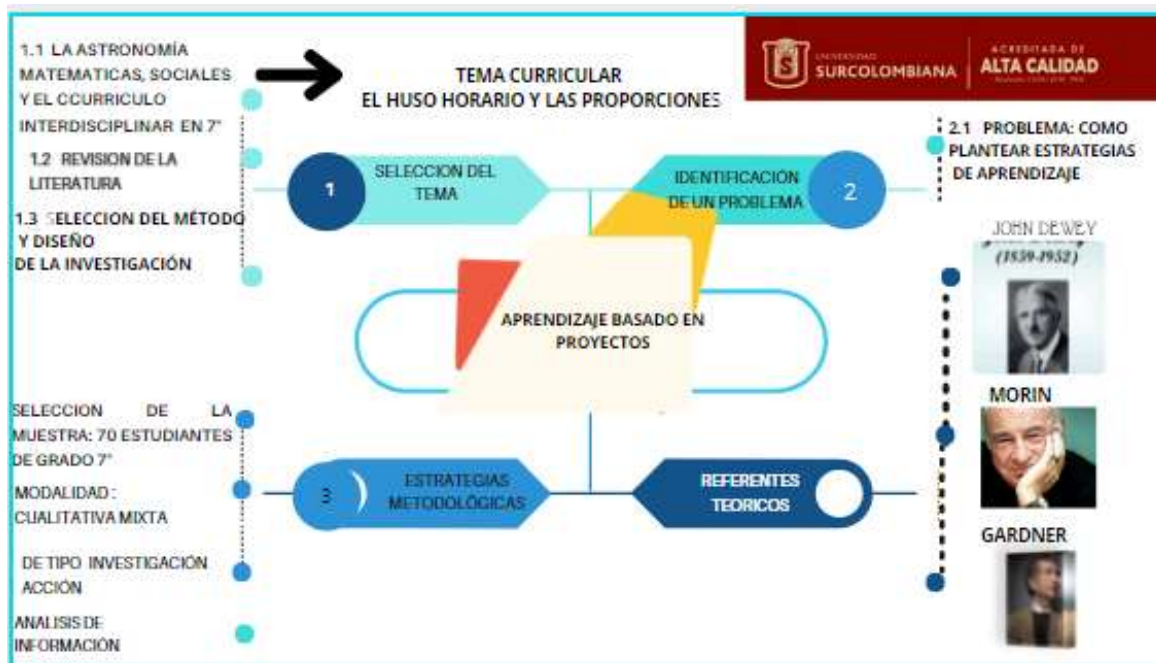 1.1 LA ASTRONOMÍA
MATEMATICAS, SOCIALES
Y EL CCURRICULO
INTERDISCIPLINAR EN 7°
1.2 REVISION DE LA
LITERATURA
1.3 SELECCION DEL MÉTODO
Y DISEÑO
DE LA INVESTIGACIÓN
TEMA CURRICULAR
EL HUSO HORARIO Y LAS PROPORCIONES
UNIVERSIDAD
SURCOLOMBIANA
ACREDITADA DE
ALTA CALIDAD
1
SELECCION DEL
TEMA
IDENTIFICACIÓN
DE UN PROBLEMA
2
2.1 PROBLEMA: COMO
PLANTEAR ESTRATEGIAS
DE APRENDIZAJE
APRENDIZAJE BASADO EN
PROYECTOS
JOHN DEWEY
(1859-1952)
MORIN
GARDNER
SELECCION DE LA
MUESTRA: 70 ESTUDIANTES
DE GRADO 7°
MODALIDAD :
CUALITATIVA MIXTA
DE TIPO INVESTIGACIÓN
ACCIÓN
ANALISIS DE
INFORMACIÓN
3
ESTRATEGIAS
METODOLÓGICAS
REFERENTES
TEORICOS